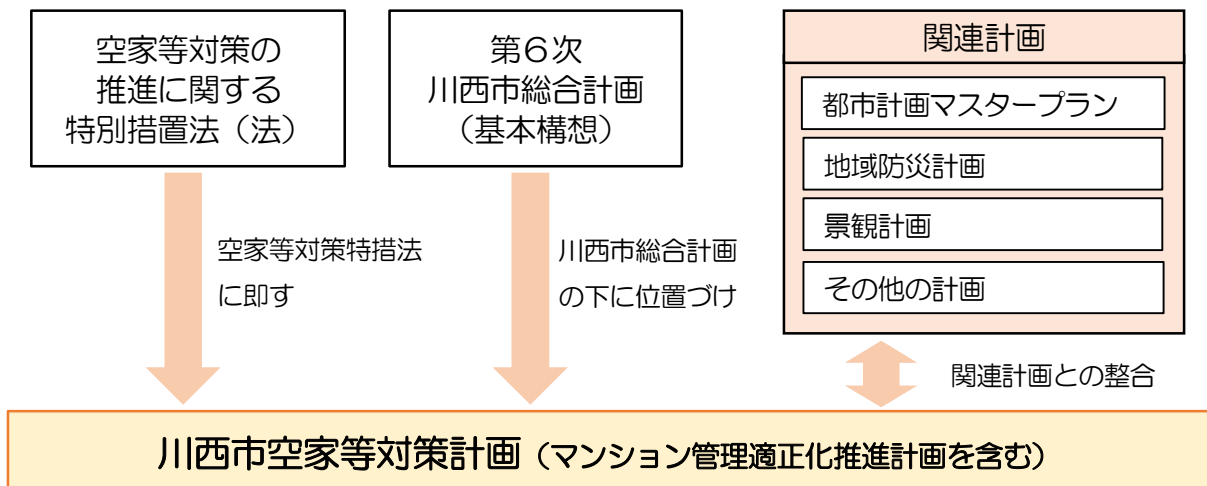 空家等対策の
推進に関する
特別措置法（法）
第６次
川西市総合計画
（基本構想）
関連計画
都市計画マスタープラン
地域防災計画
景観計画
その他の計画
空家等対策特措法
に即す
川西市総合計画
の下に位置づけ
関連計画との整合
川西市空家等対策計画（マンション管理適正化推進計画を含む）